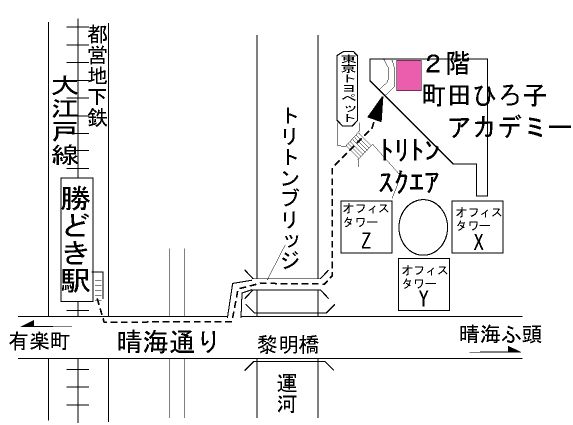 都営地下鉄
大江戸線
勝どき駅
トリトンブリッジ
東京トヨペット
２階
町田ひろ子
アカデミー
トリトン
スクエア
オフィス
タワー
Z
オフィス
タワー
X
オフィス
タワー
Y
有楽町
晴海通り
黎明橋
晴海ふ頭
運河